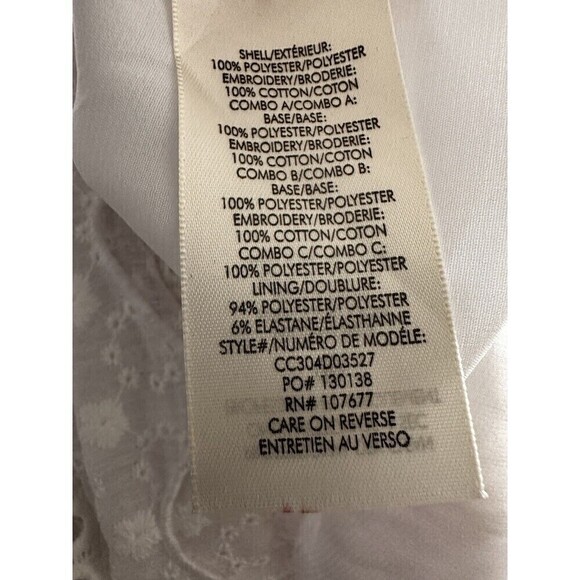 SHELL/EXTÉRIEUR:
100% POLYESTER/POLYESTER
EMBROIDERY/BRODERIE:
100% COTTON/COTON
COMBO A/COMBO A:
BASE/BASE:
100% POLYESTER/POLYESTER
EMBROIDERY/BRODERIE:
100% COTTON/COTON
COMBO B/COMBO B:
BASE/BASE:
100% POLYESTER/POLYESTER
EMBROIDERY/BRODERIE:
100% COTTON/COTON
COMBO C/COMBO C:
100% POLYESTER/POLYESTER
LINING/DOUBLURE:
94% POLYESTER/POLYESTER
6% ELASTANE/ÉLASTHANNE
STYLE#/NUMÉRO DE MODÉLE:
CC304D03527
PO# 130138
RN# 107677
CARE ON REVERSE
ENTRETIEN AU VERSO